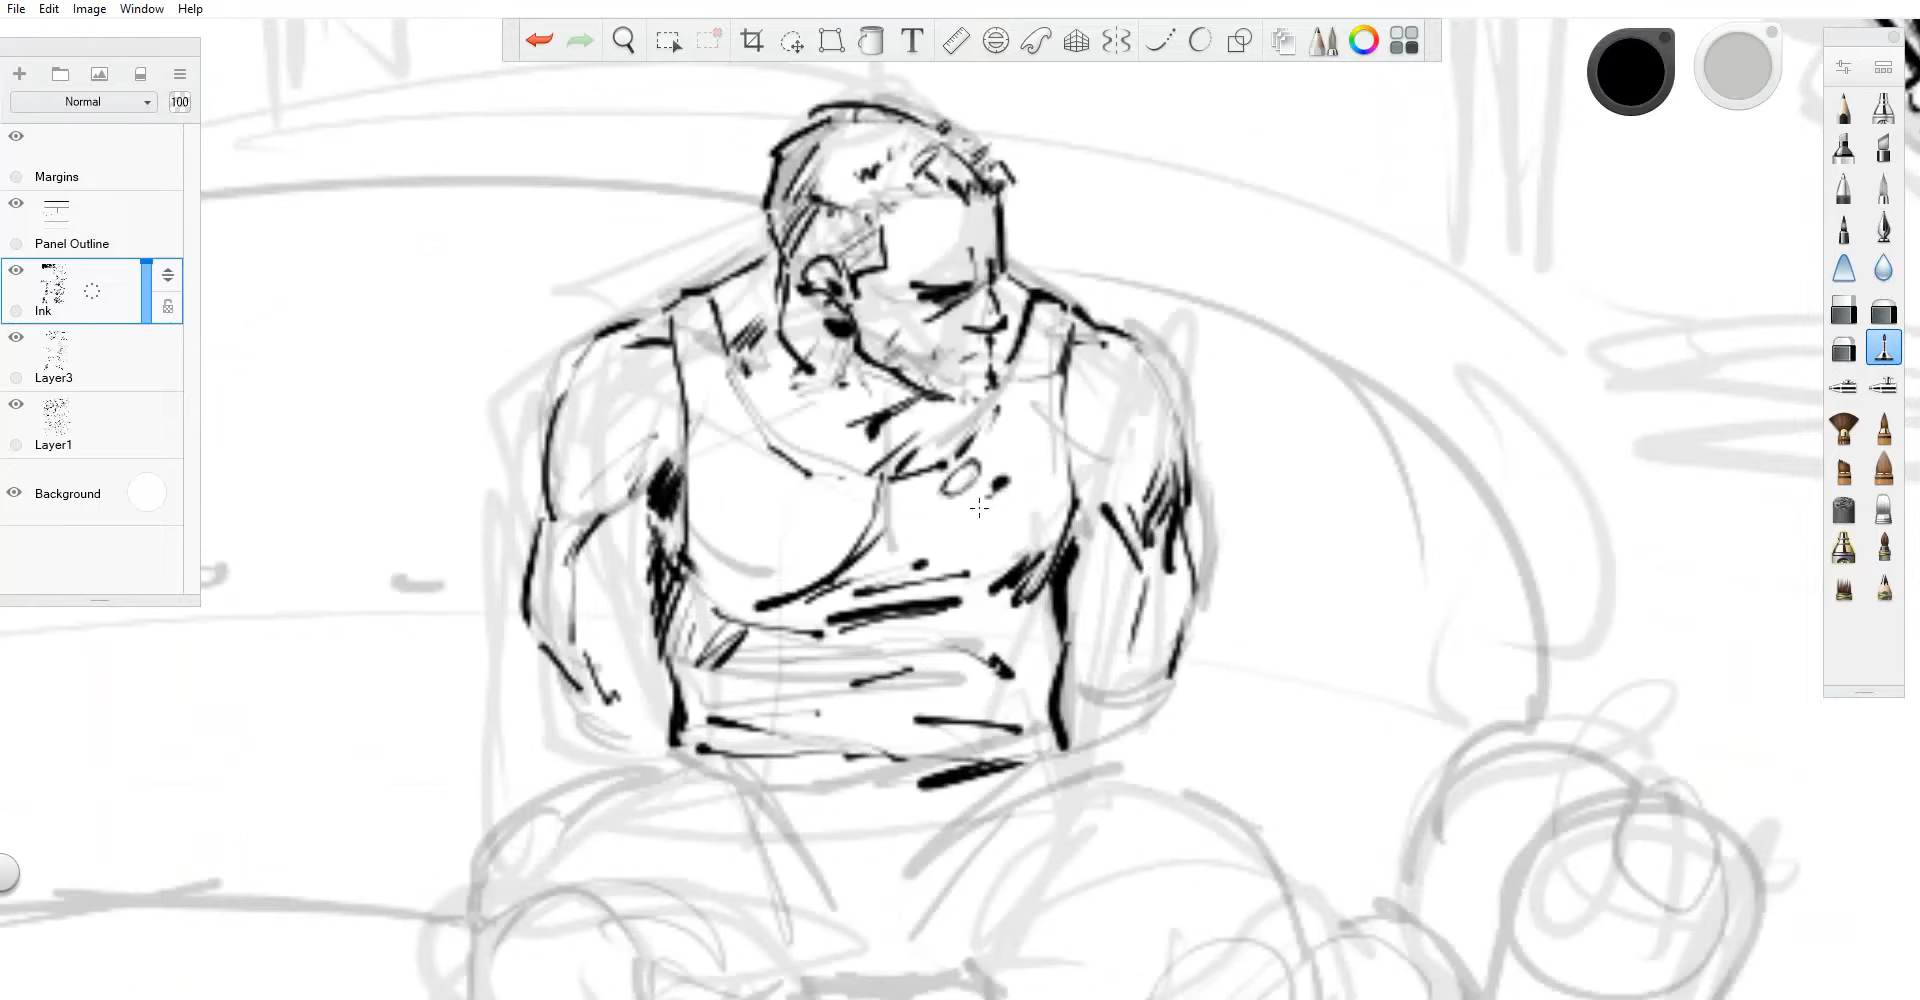 File Edit Image Window Help
Normal 100
Margins
Panel Outline
Ink
Layer3
Layer1
Background